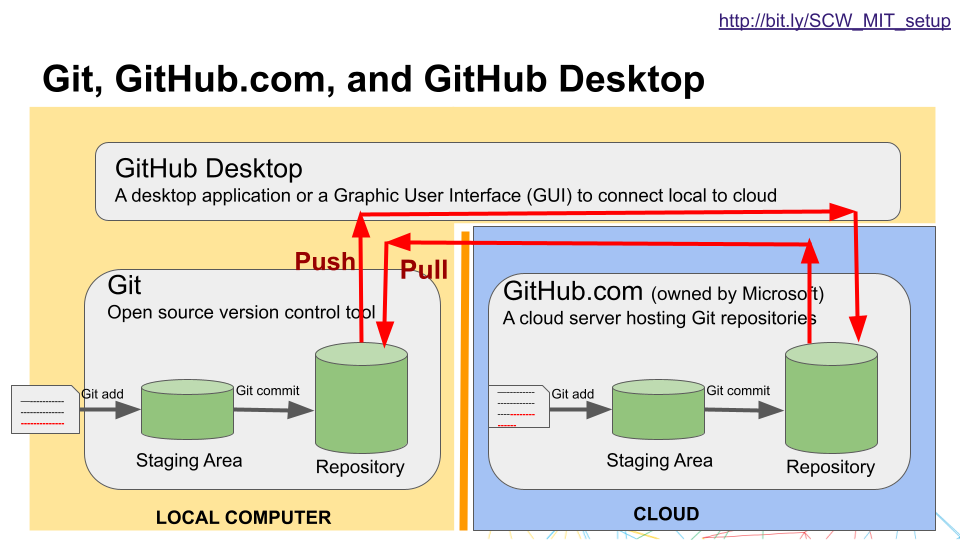 http://bit.ly/SCW_MIT_setup
Git, GitHub.com, and GitHub Desktop
GitHub Desktop
A desktop application or a Graphic User Interface (GUI) to connect local to cloud
Push
Pull
Git
Open source version control tool
Git add
Git commit
Staging Area
Repository
LOCAL COMPUTER
GitHub.com (owned by Microsoft)
A cloud server hosting Git repositories
Git add
Git commit
Staging Area
Repository
CLOUD